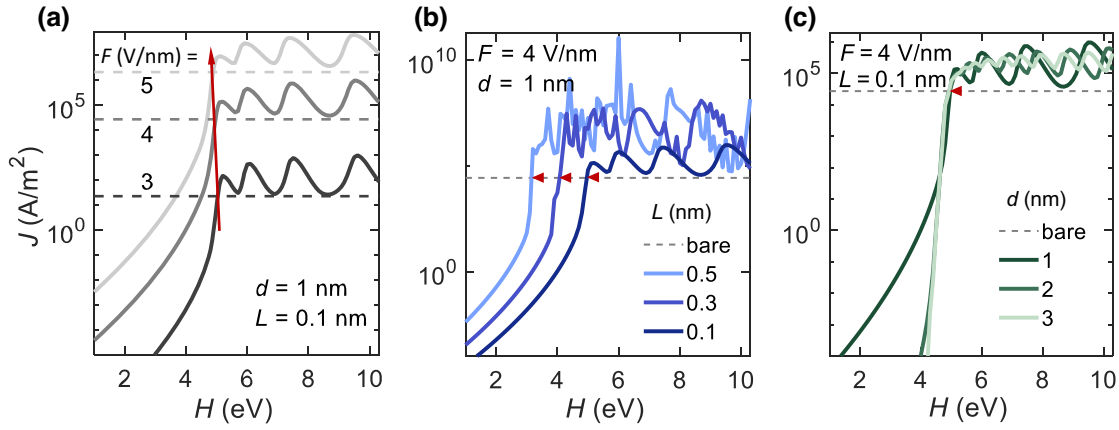 (a)
F (V/nm) =
5
4
3
10^5
10^0
J (A/m^2)
d = 1 nm
L = 0.1 nm
2 4 6 8 10
H (eV)
(b)
F = 4 V/nm
d = 1 nm
10^10
10^0
L (nm)
bare
0.5
0.3
0.1
2 4 6 8 10
H (eV)
(c)
F = 4 V/nm
L = 0.1 nm
10^5
10^0
d (nm)
bare
1
2
3
2 4 6 8 10
H (eV)